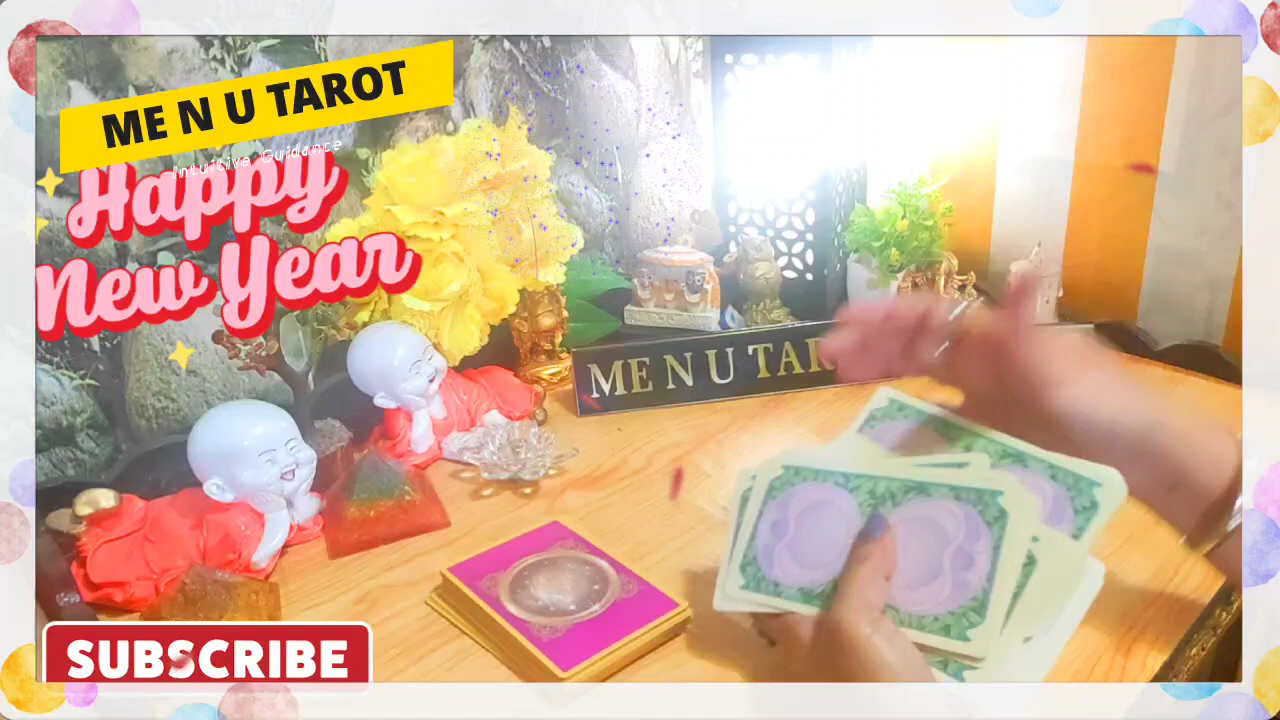 ME N U TAROT
Intuitive Guidance
Happy
New Year
ME N U TAR
SUBSCRIBE